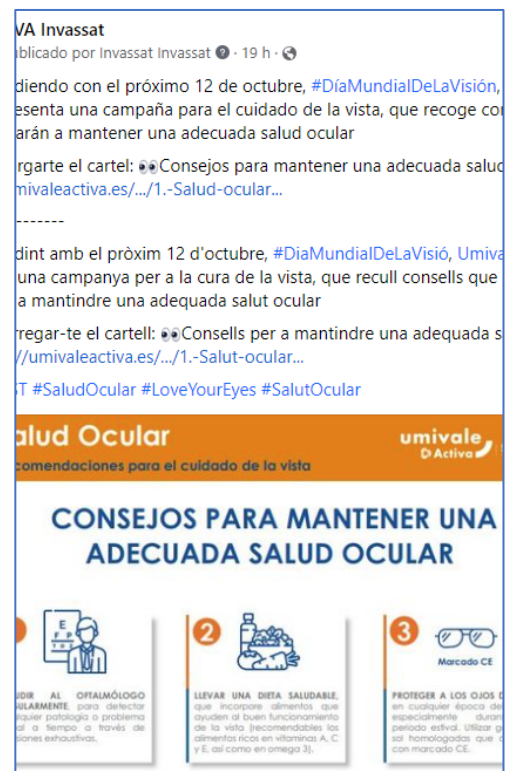 VA Invassat
ublicado por Invassat Invassat · 19 h ·
diendo con el próximo 12 de octubre, #DíaMundialDeLaVisión,
esenta una campaña para el cuidado de la vista, que recoge co
arán a mantener una adecuada salud ocular
rgarte el cartel: 👀Consejos para mantener una adecuada saluc
mivaleactiva.es/.../1.-Salud-ocular...
-------
dint amb el pròxim 12 d'octubre, #DiaMundialDeLaVisió, Umiva
una campanya per a la cura de la vista, que recull consells que
a mantindre una adequada salut ocular
rregar-te el cartell: 👀Consells per a mantindre una adequada s
//umivaleactiva.es/.../1.-Salut-ocular...
ST #SaludOcular #LoveYourEyes #SalutOcular
alud Ocular
umivale
Activa
comendaciones para el cuidado de la vista
CONSEJOS PARA MANTENER UNA
ADECUADA SALUD OCULAR
E
F P
2
3
Marcado CE
UDIR AL OFTALMÓLOGO
ULARMENTE, para detectar
lquier patología o problema
al a tiempo a través de
siones exhaustivas.
LLEVAR UNA DIETA SALUDABLE,
que incorpore alimentos que
ayuden al buen funcionamiento
de la vista (recomendables los
alimentos ricos en vitaminas A, C
y E, así como en omega 3).
PROTEGER A LOS OJOS D
en cualquier época de
especialmente duran
periodo estival. Utilizar g
sol homologadas que
con marcado CE.